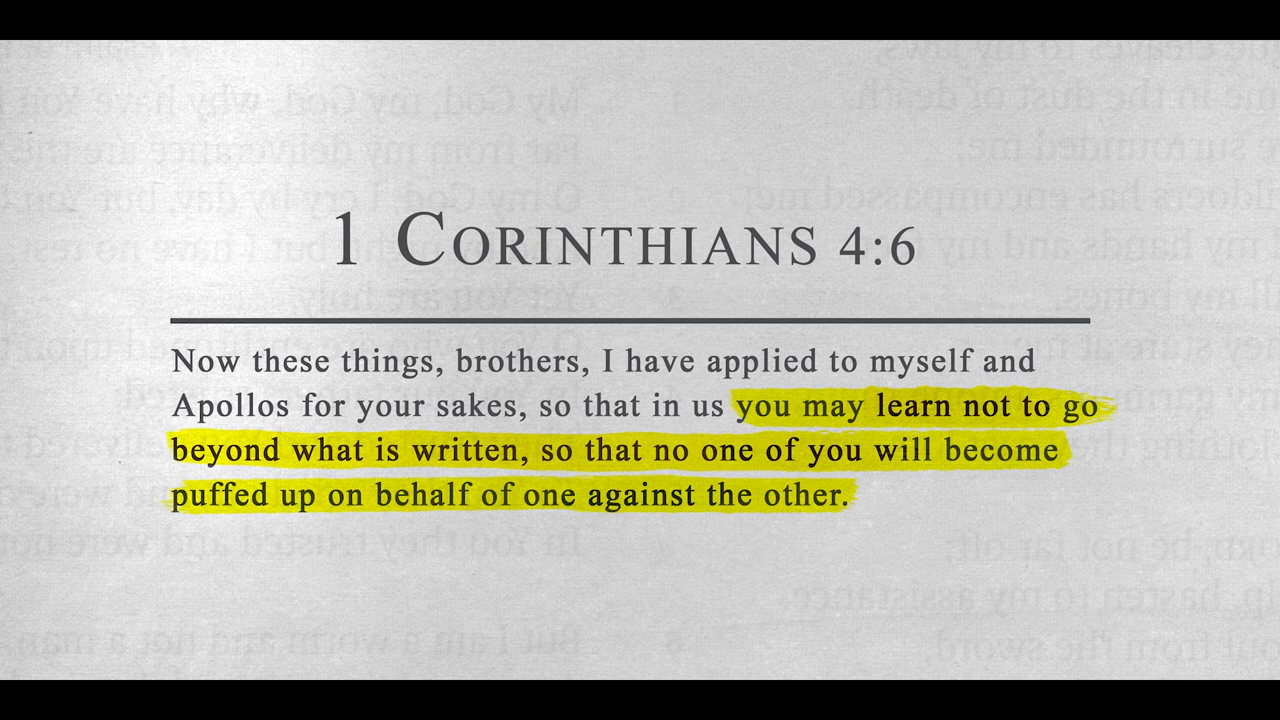 1 CORINTHIANS 4:6
Now these things, brothers, I have applied to myself and
Apollos for your sakes, so that in us you may learn not to go
beyond what is written, so that no one of you will become
puffed up on behalf of one against the other.